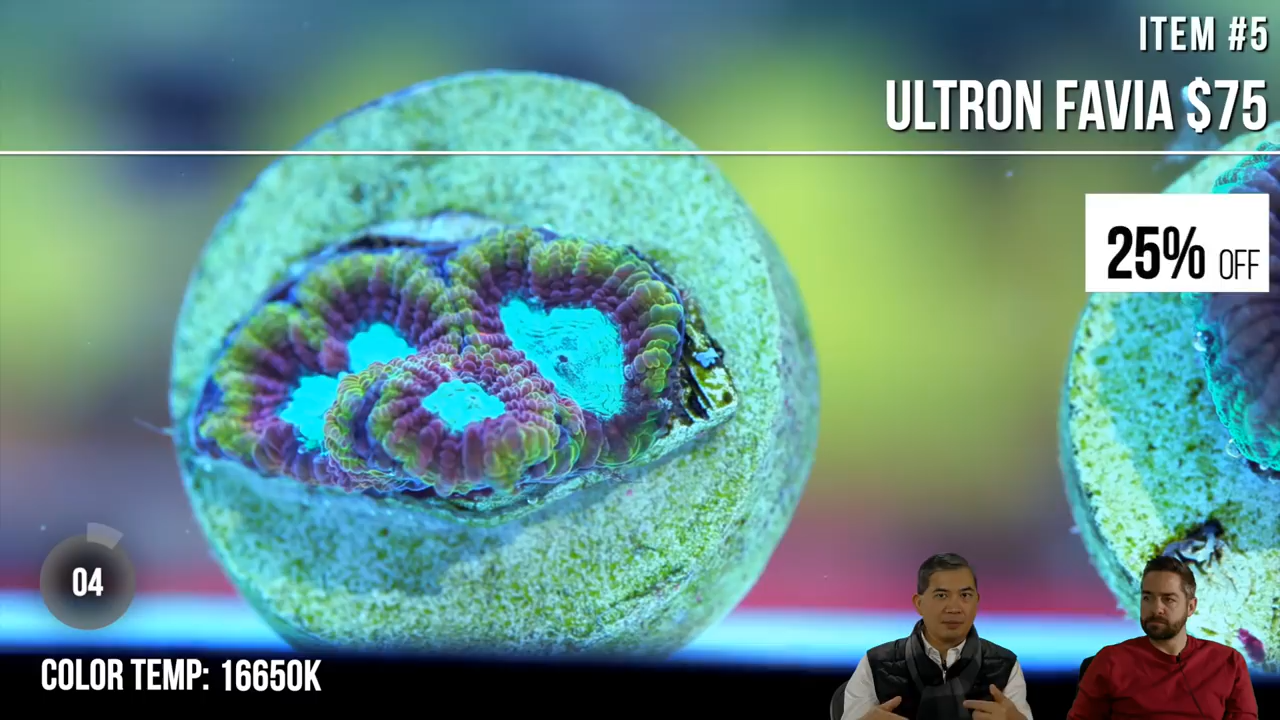 ITEM #5
ULTRON FAVIA $75
25% OFF
04
COLOR TEMP: 16650K